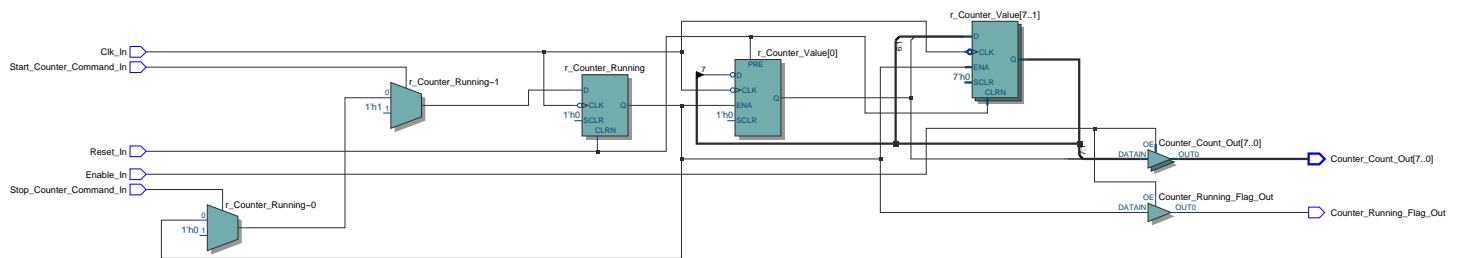 r_Counter_Value[7..1]
Clk_In
Start_Counter_Command_In
r_Counter_Running~1
0
1'h1
1
r_Counter_Running
D
CLK
1'h0
SCLR
Q
CLRN
r_Counter_Value[0]
PRE
7
D
CLK
ENA
1'h0
SCLR
Q
D
CLK
ENA
7'h0
SCLR
Q
CLRN
Reset_In
Enable_In
Stop_Counter_Command_In
r_Counter_Running~0
0
1'h0
1
Counter_Count_Out[7..0]
OE
DATAIN
OUT0
Counter_Count_Out[7..0]
Counter_Running_Flag_Out
OE
DATAIN
OUT0
Counter_Running_Flag_Out